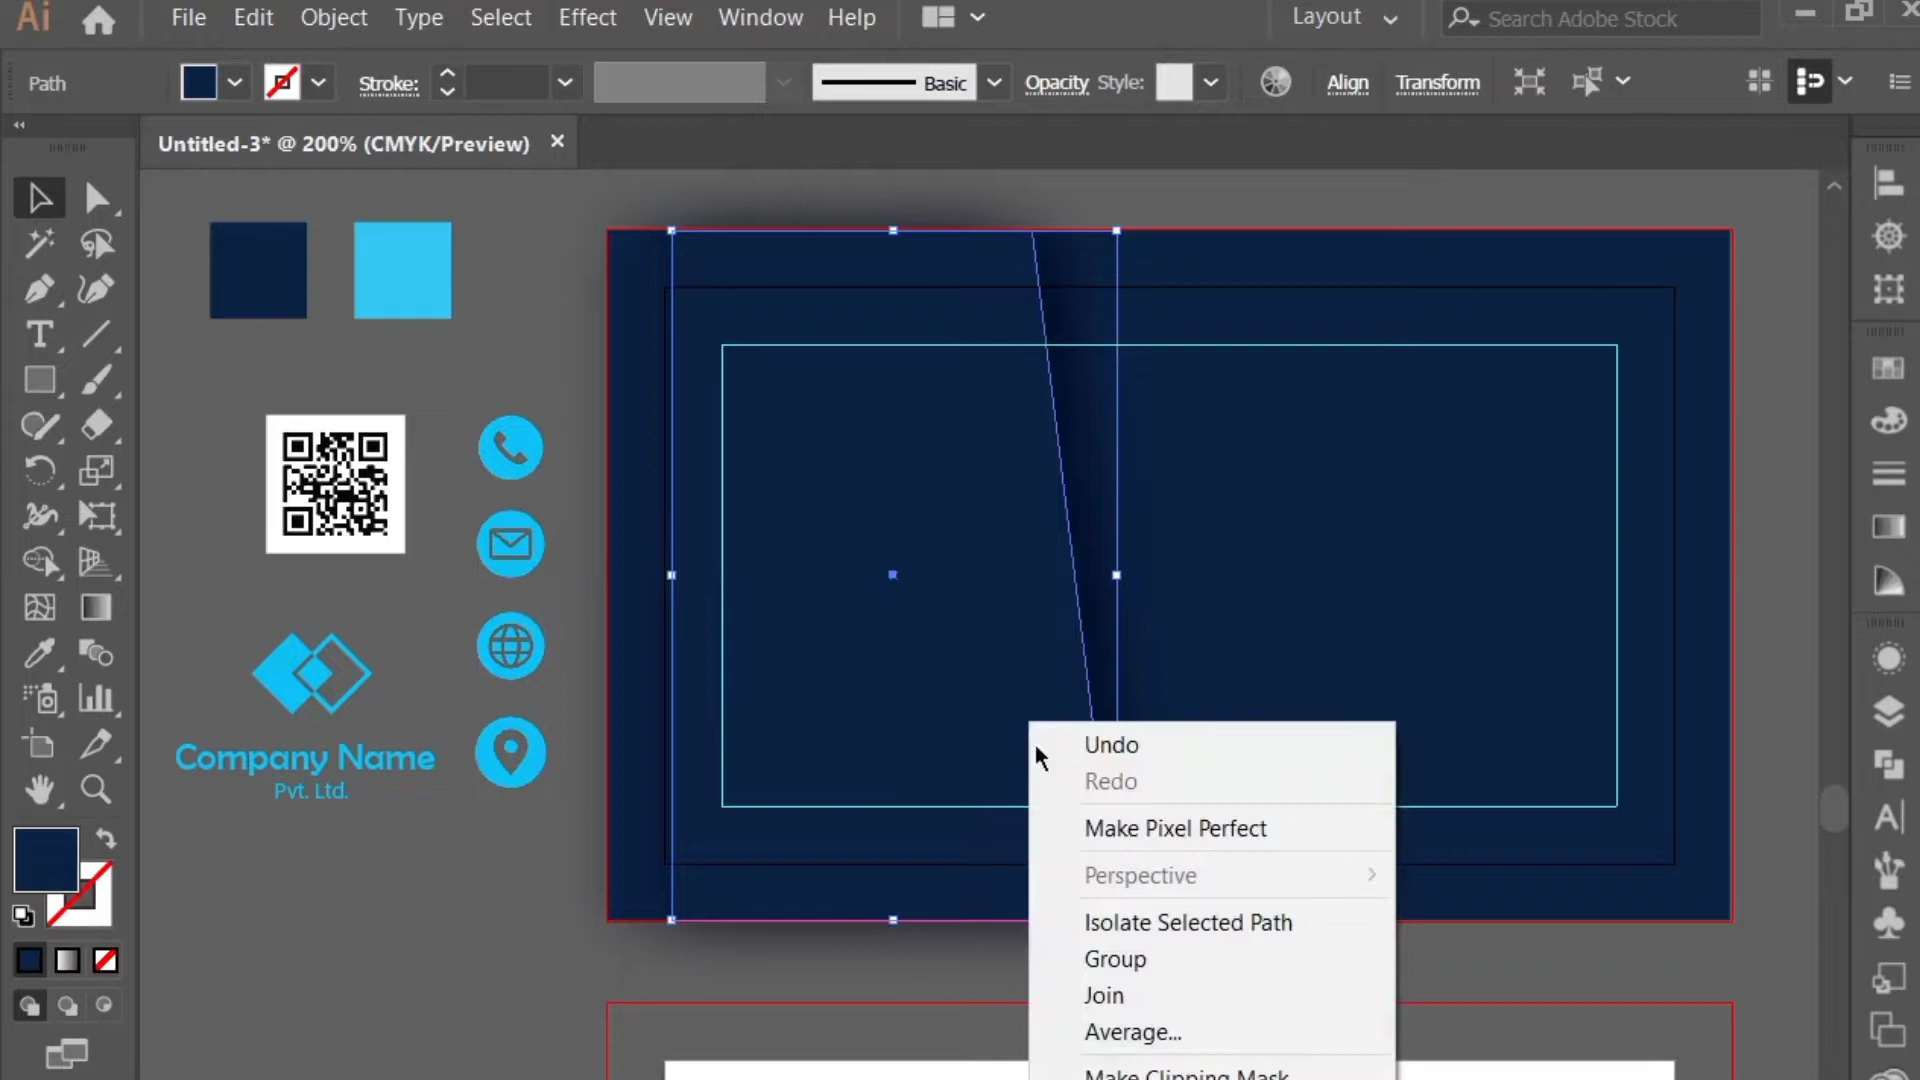 Ai File Edit Object Type Select Effect View Window Help Layout Search Adobe Stock
Path Stroke: Basic Opacity Style: Align Transform
Untitled-3* @ 200% (CMYK/Preview) ×
Company Name
Pvt. Ltd.
Undo
Redo
Make Pixel Perfect
Perspective
Isolate Selected Path
Group
Join
Average...
Make Clipping Mask